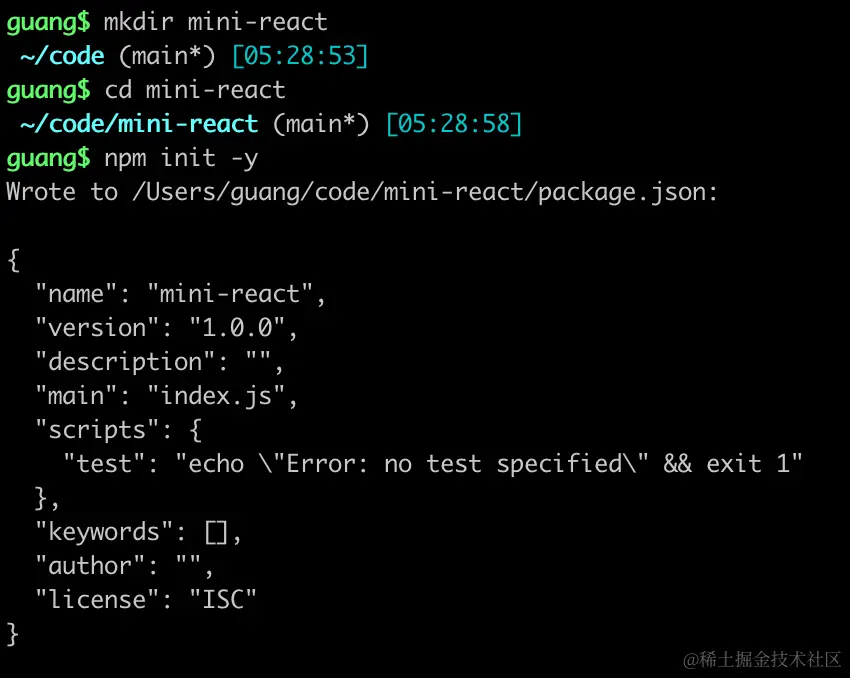 guang$ mkdir mini-react
~/code (main*) [05:28:53]
guang$ cd mini-react
~/code/mini-react (main*) [05:28:58]
guang$ npm init -y
Wrote to /Users/guang/code/mini-react/package.json:

{
  "name": "mini-react",
  "version": "1.0.0",
  "description": "",
  "main": "index.js",
  "scripts": {
    "test": "echo \"Error: no test specified\" && exit 1"
  },
  "keywords": [],
  "author": "",
  "license": "ISC"
}
@稀土掘金技术社区